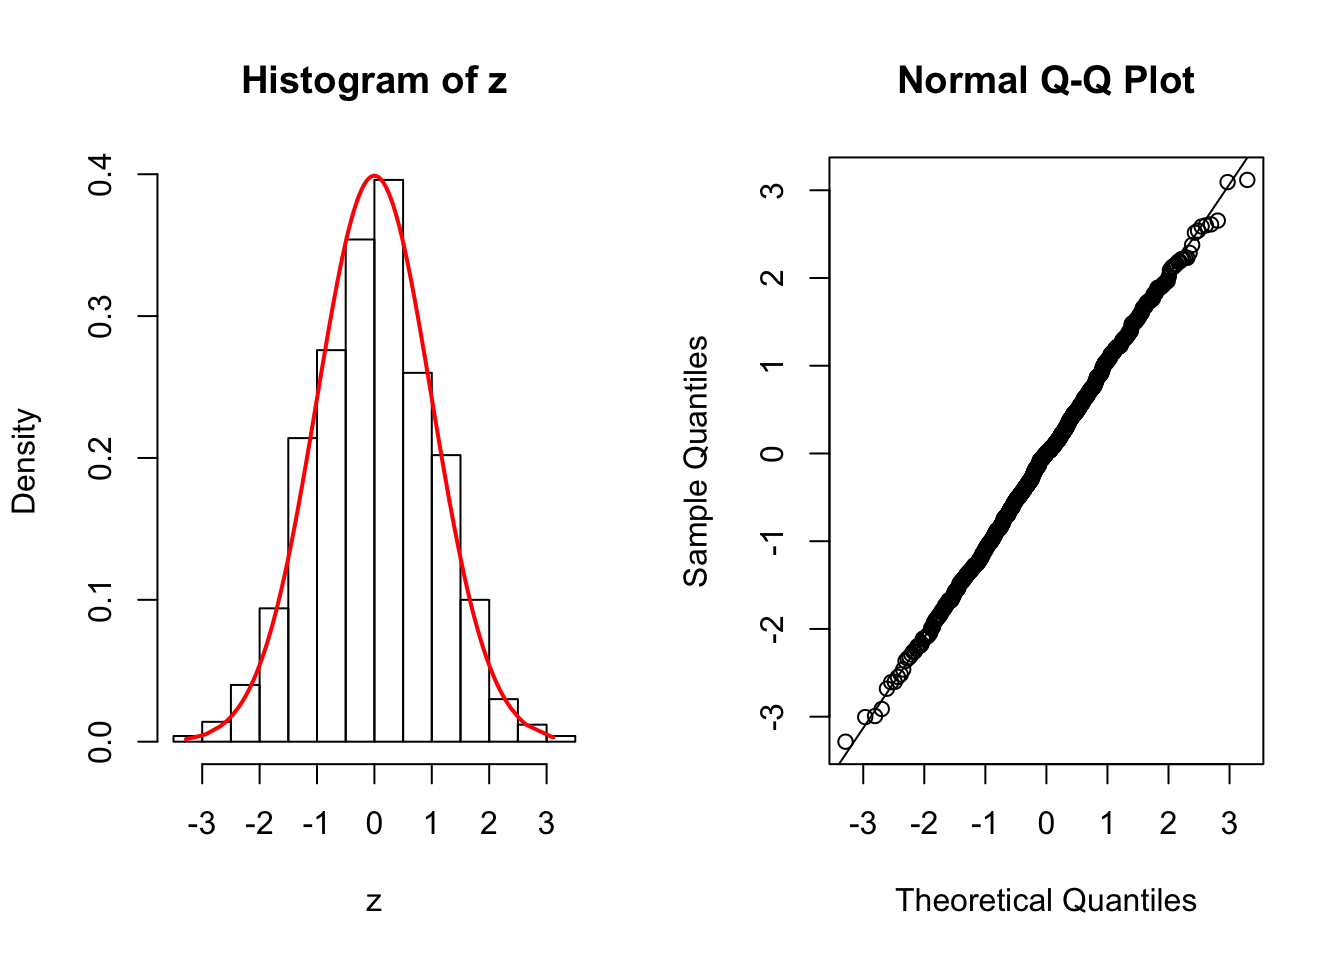 Histogram of z
Density
0.0 0.1 0.2 0.3 0.4
-3 -2 -1 0 1 2 3
z
Normal Q-Q Plot
Sample Quantiles
-3 -2 -1 0 1 2 3
-3 -2 -1 0 1 2 3
Theoretical Quantiles